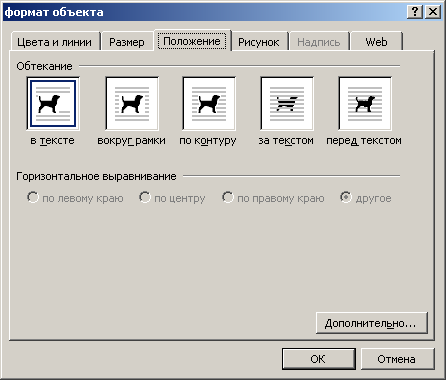 формат объекта
Цвета и линии Размер Положение Рисунок Надпись Web
Обтекание
в тексте вокруг рамки по контуру за текстом перед текстом
Горизонтальное выравнивание
по левому краю по центру по правому краю другое
Дополнительно...
ОК Отмена